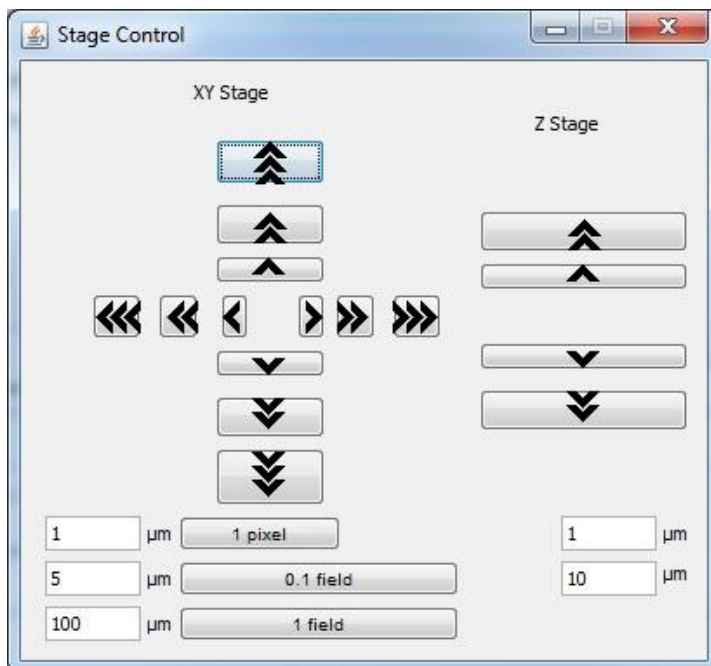 Stage Control
XY Stage
Z Stage
1 µm 1 pixel 1 µm
5 µm 0.1 field 10 µm
100 µm 1 field